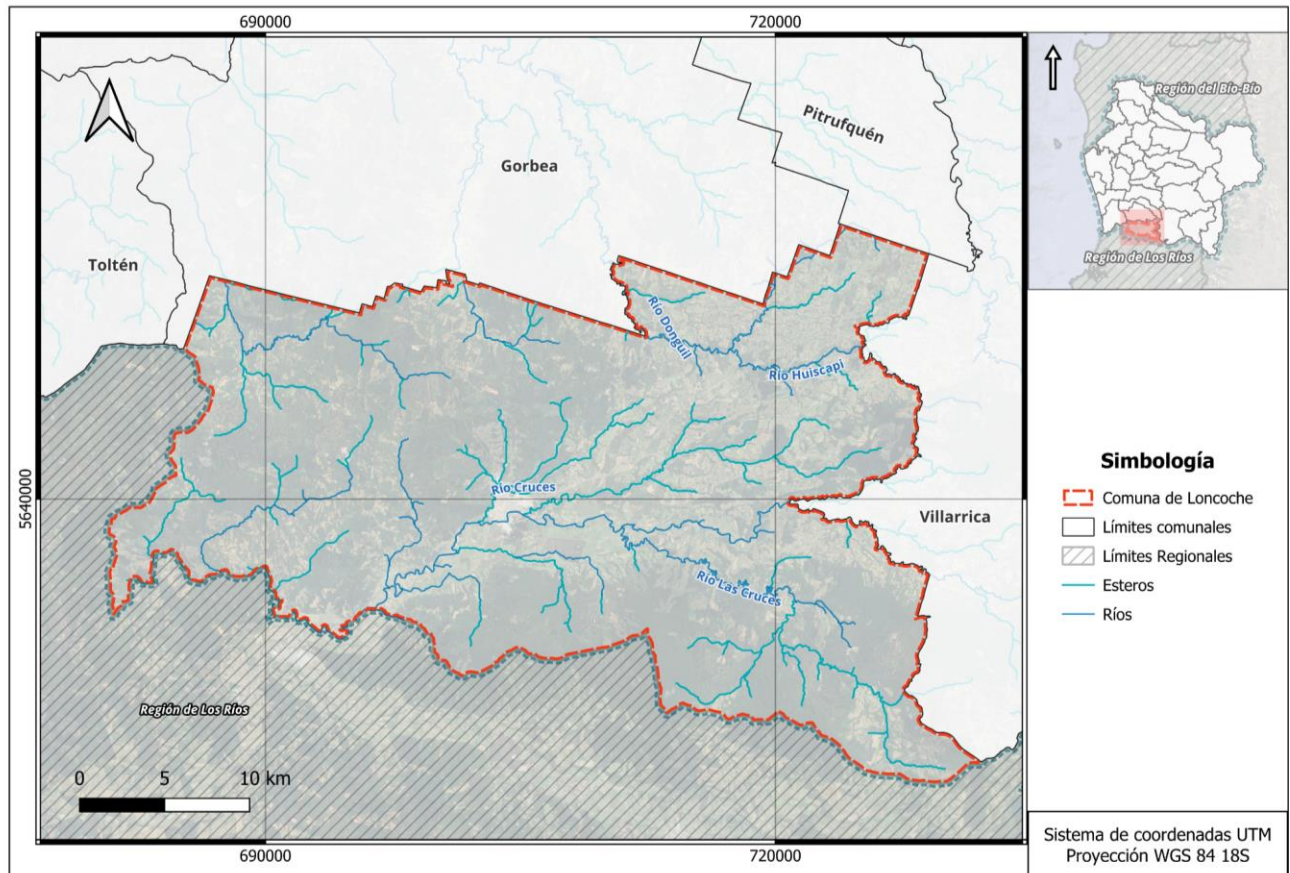 690000
720000
Pitrufquén
Gorbea
Toltén
Río Donguil
Río Huiscapi
Río Cruces
5640000
Villarrica
Río Las Cruces
Región de Los Ríos
0 5 10 km
690000
720000
Región del Bío-Bío
Región de Los Ríos
Simbología
Comuna de Loncoche
Límites comunales
Límites Regionales
Esteros
Ríos
Sistema de coordenadas UTM
Proyección WGS 84 18S